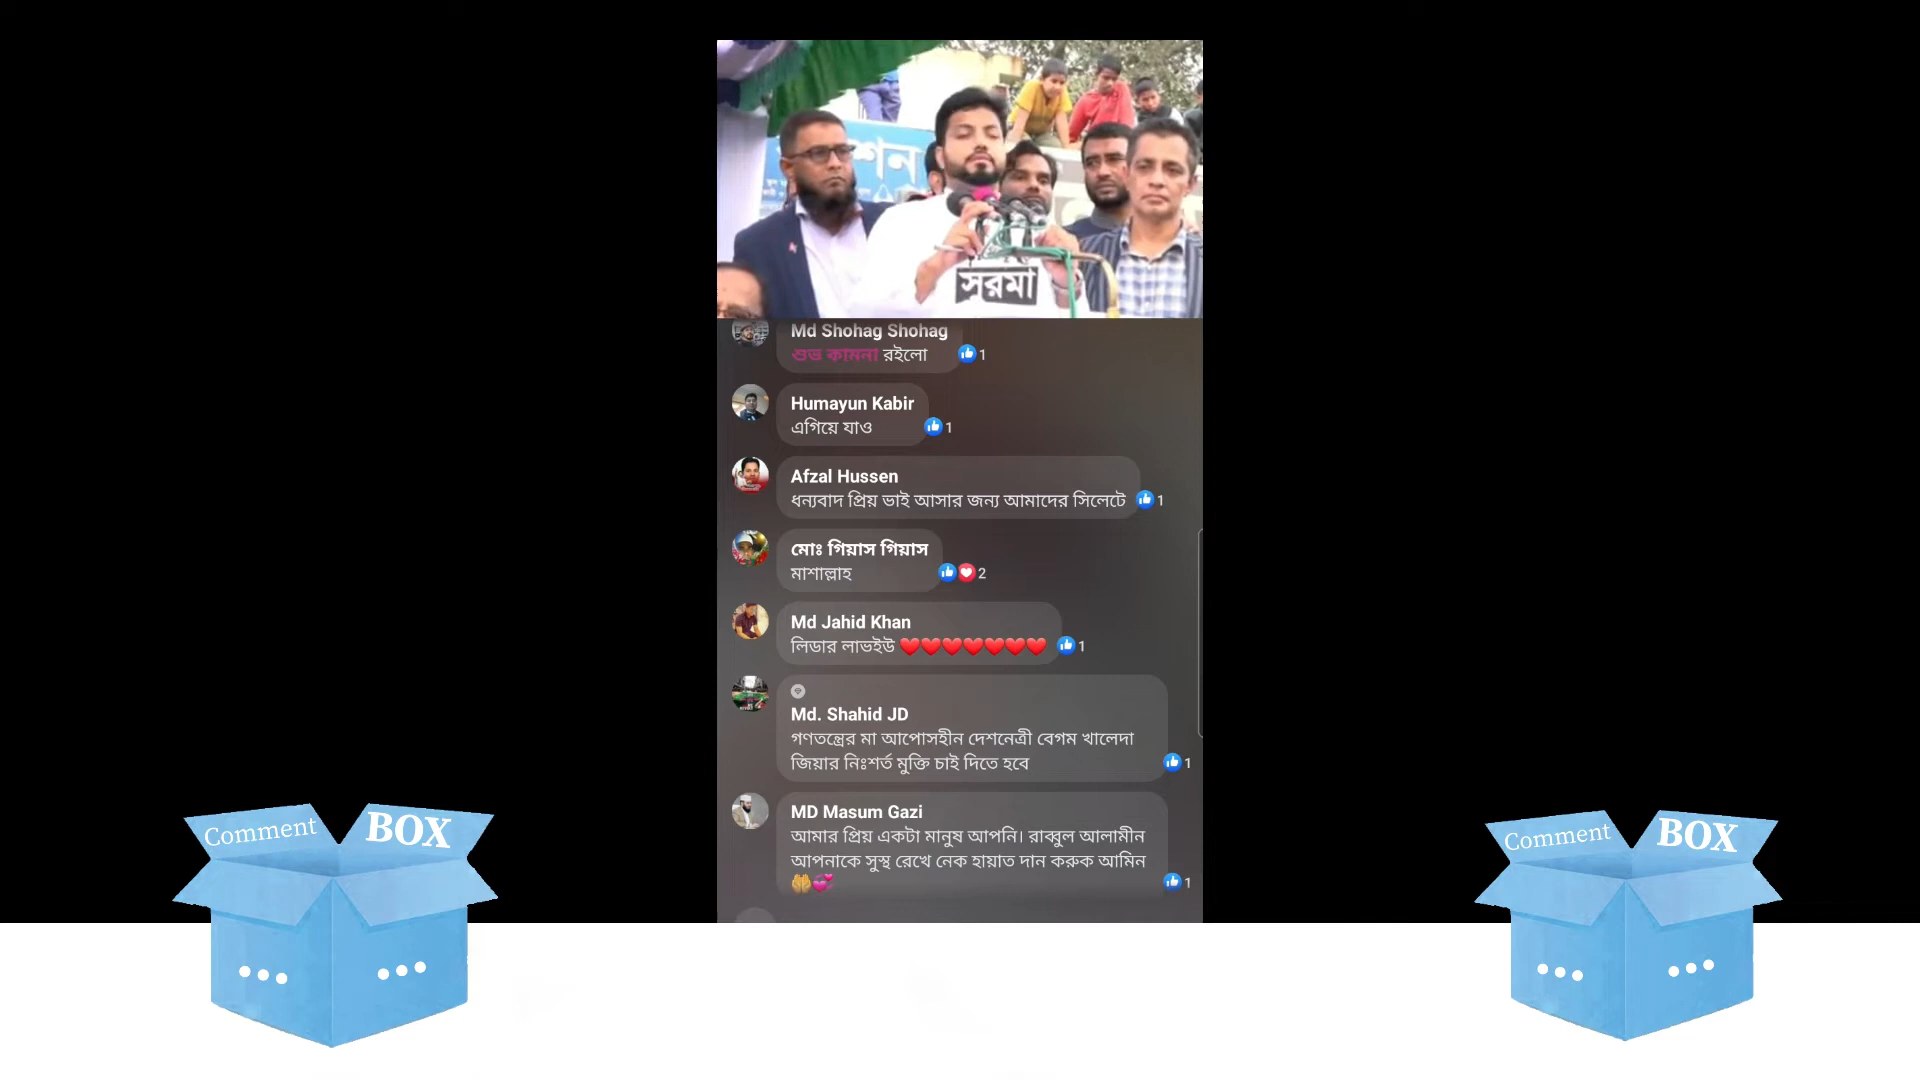 শন
সুরমা
Md Shohag Shohag
শুভ কামনা রইলো
1
Humayun Kabir
এগিয়ে যাও
1
Afzal Hussen
ধন্যবাদ প্রিয় ভাই আসার জন্য আমাদের সিলেটে
1
মোঃ গিয়াস গিয়াস
মাশাল্লাহ
2
Md Jahid Khan
লিডার লাভইউ ❤️❤️❤️❤️❤️❤️❤️
1
Md. Shahid JD
গণতন্ত্রের মা আপোসহীন দেশনেত্রী বেগম খালেদা
জিয়ার নিঃশর্ত মুক্তি চাই দিতে হবে
1
MD Masum Gazi
আমার প্রিয় একটা মানুষ আপনি। রাব্বুল আলামীন
আপনাকে সুস্থ রেখে নেক হায়াত দান করুক আমিন
🤲💞
1
Comment BOX
Comment BOX